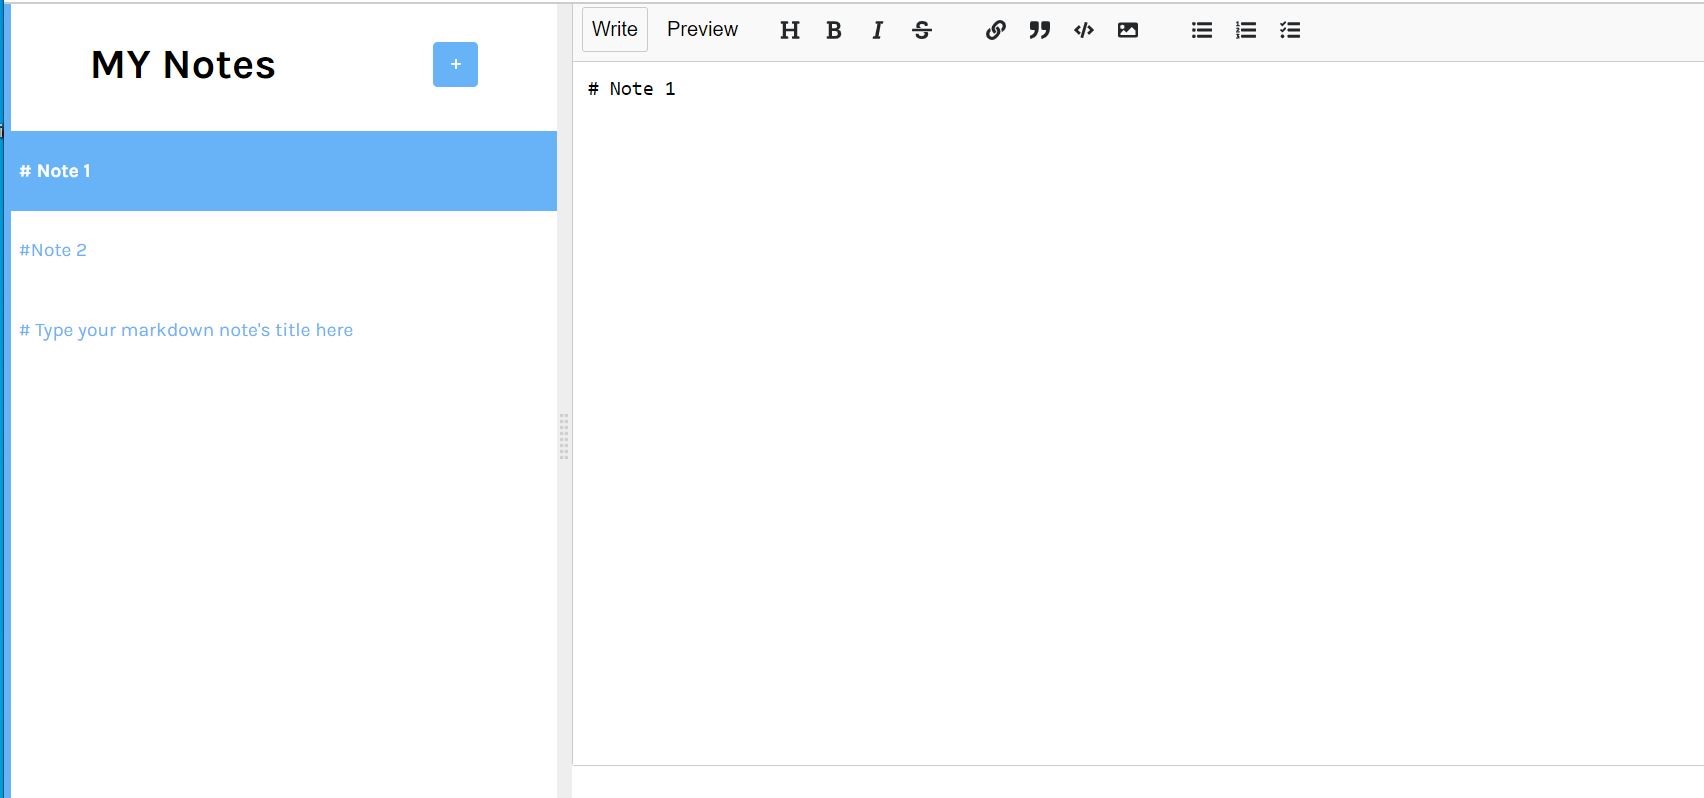 MY Notes
+
# Note 1
#Note 2
# Type your markdown note's title here
Write Preview H B I S
# Note 1